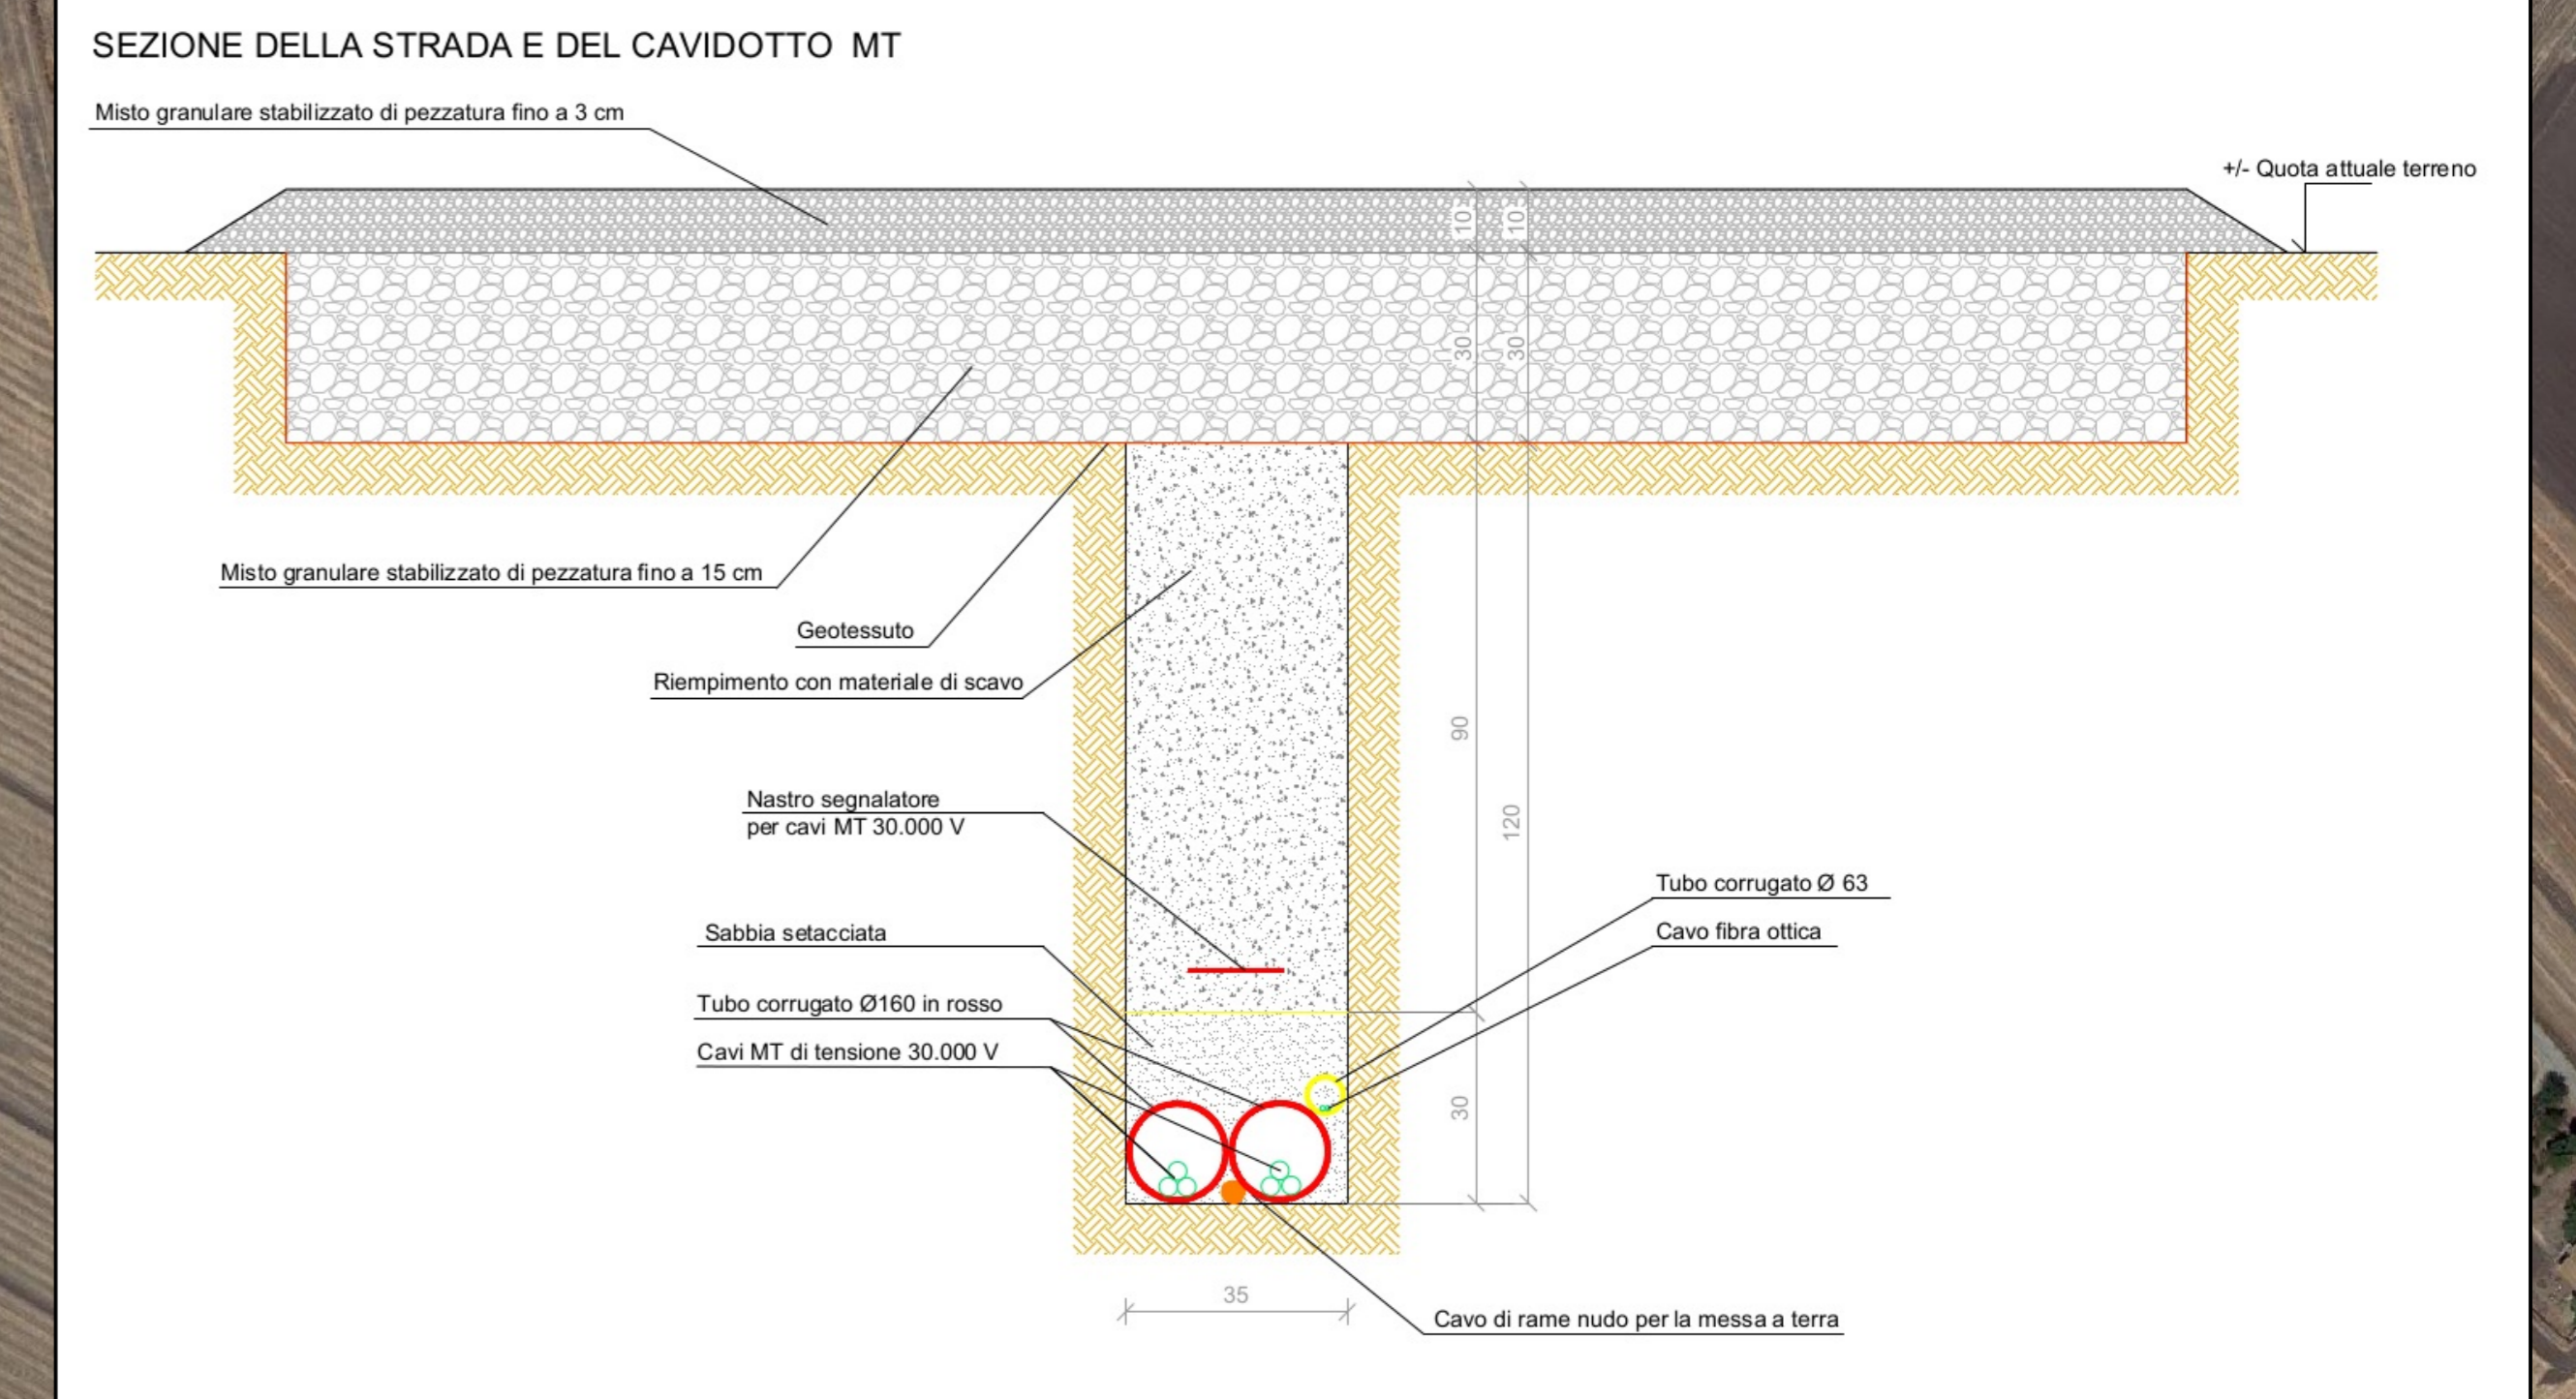 SEZIONE DELLA STRADA E DEL CAVIDOTTO MT
Misto granulare stabilizzato di pezzatura fino a 3 cm
+/- Quota attuale terreno
10
10
30
30
Misto granulare stabilizzato di pezzatura fino a 15 cm
Geotessuto
Riempimento con materiale di scavo
90
Nastro segnalatore
per cavi MT 30.000 V
120
Tubo corrugato Ø 63
Cavo fibra ottica
Sabbia setacciata
Tubo corrugato Ø160 in rosso
Cavi MT di tensione 30.000 V
30
35
Cavo di rame nudo per la messa a terra